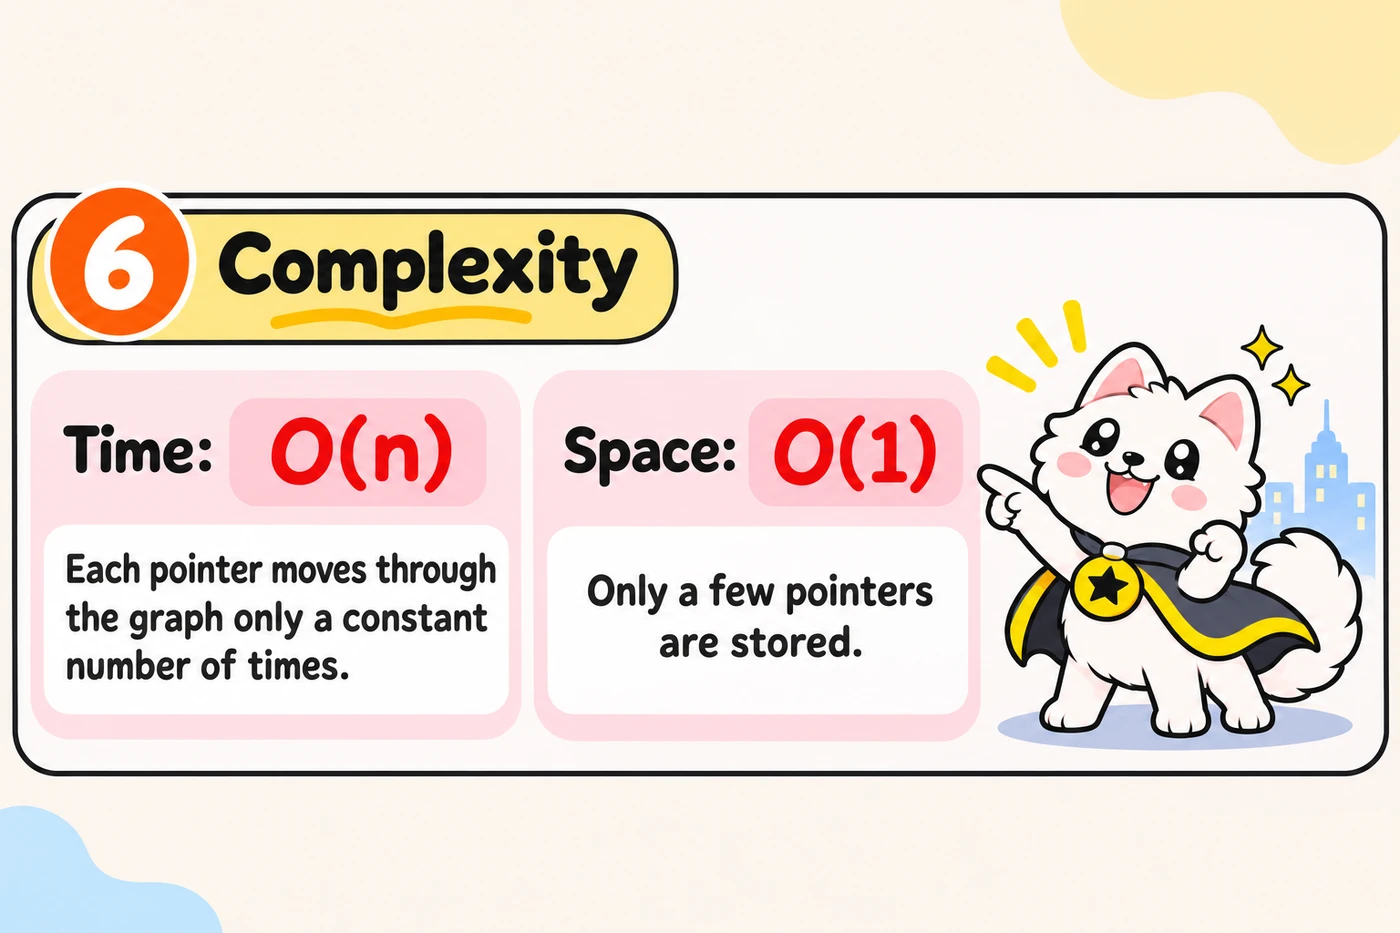 6 Complexity
Time: O(n)
Each pointer moves through
the graph only a constant
number of times.
Space: O(1)
Only a few pointers
are stored.